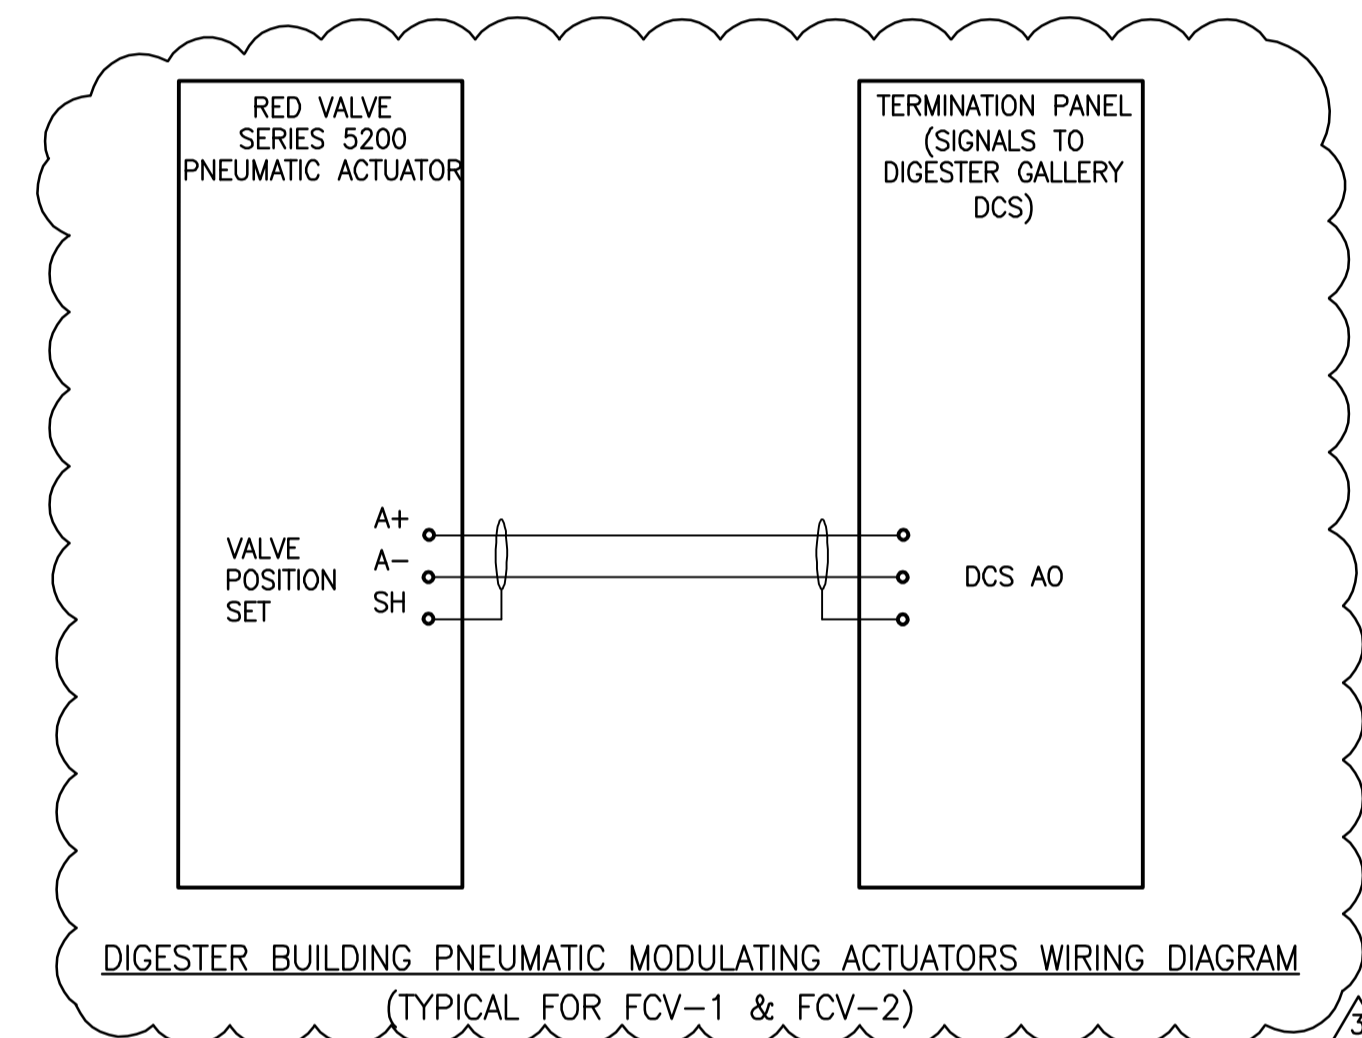 RED VALVE
SERIES 5200
PNEUMATIC ACTUATOR
TERMINATION PANEL
(SIGNALS TO
DIGESTER GALLERY
DCS)
VALVE
POSITION
SET
A+
A−
SH
DCS AO
DIGESTER BUILDING PNEUMATIC MODULATING ACTUATORS WIRING DIAGRAM
(TYPICAL FOR FCV−1 & FCV−2)
3